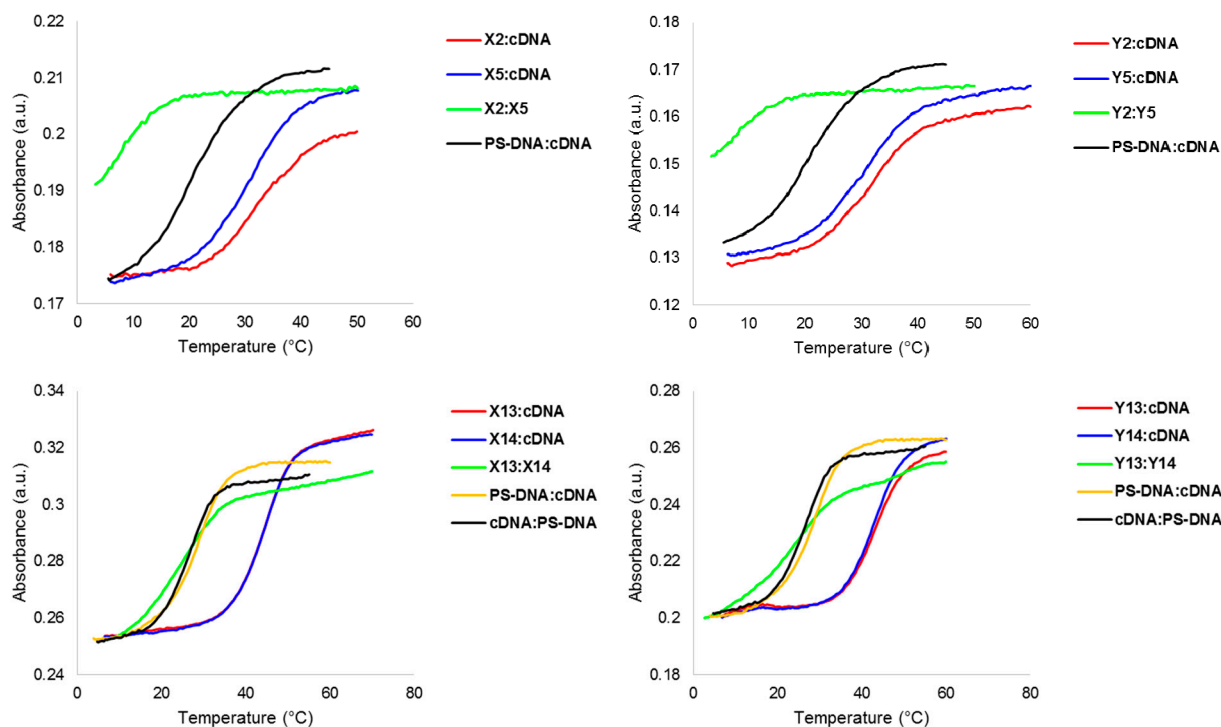 0.22
0.21
0.2
0.19
0.18
0.17
Absorbance (a.u.)
0
10
20
30
40
50
60
Temperature (°C)
X2:cDNA
X5:cDNA
X2:X5
PS-DNA:cDNA
0.18
0.17
0.16
0.15
0.14
0.13
0.12
Absorbance (a.u.)
0
10
20
30
40
50
60
Temperature (°C)
Y2:cDNA
Y5:cDNA
Y2:Y5
PS-DNA:cDNA
0.34
0.32
0.3
0.28
0.26
0.24
Absorbance (a.u.)
0
20
40
60
80
Temperature (°C)
X13:cDNA
X14:cDNA
X13:X14
PS-DNA:cDNA
cDNA:PS-DNA
0.28
0.26
0.24
0.22
0.2
0.18
Absorbance (a.u.)
0
20
40
60
80
Temperature (°C)
Y13:cDNA
Y14:cDNA
Y13:Y14
PS-DNA:cDNA
cDNA:PS-DNA